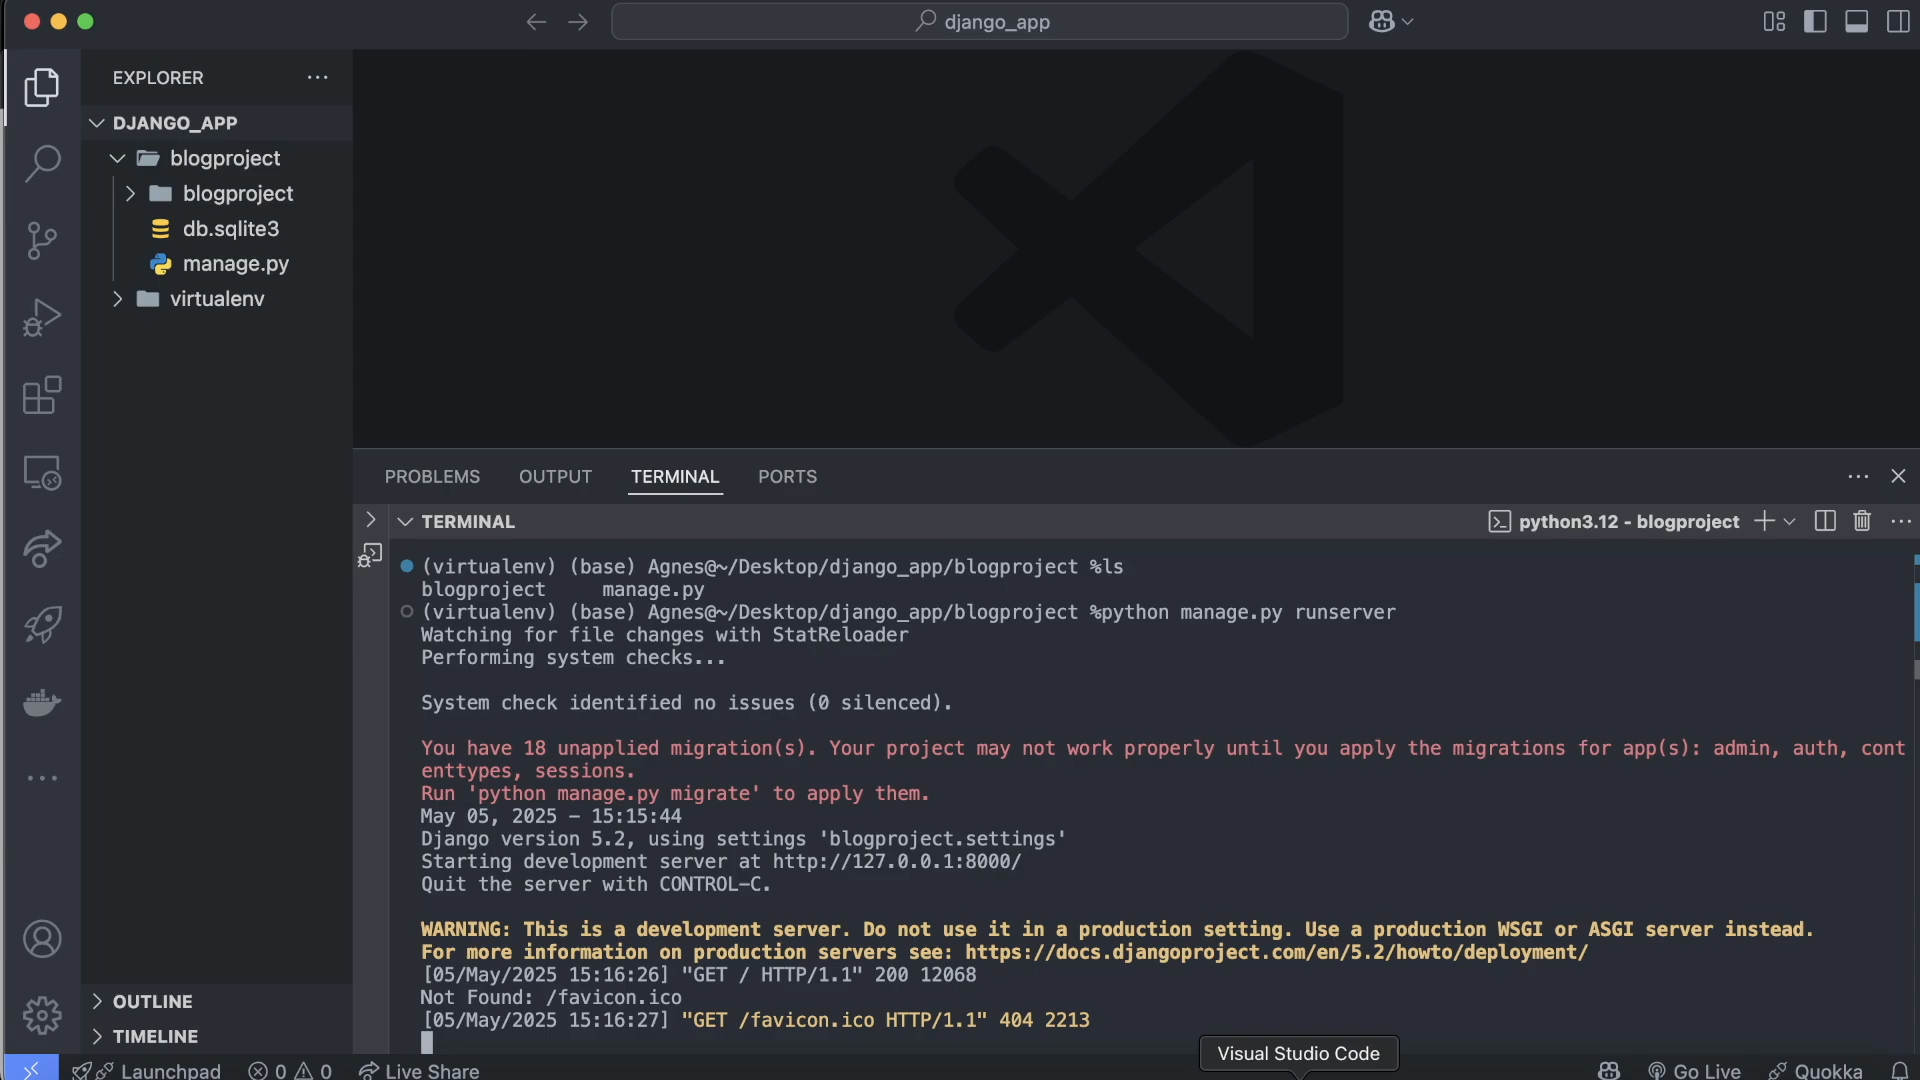 django_app
EXPLORER
DJANGO_APP
blogproject
blogproject
db.sqlite3
manage.py
virtualenv
OUTLINE
TIMELINE
PROBLEMS OUTPUT TERMINAL PORTS
TERMINAL
python3.12 - blogproject
(virtualenv) (base) Agnes@~/Desktop/django_app/blogproject %ls
blogproject manage.py
(virtualenv) (base) Agnes@~/Desktop/django_app/blogproject %python manage.py runserver
Watching for file changes with StatReloader
Performing system checks...
System check identified no issues (0 silenced).
You have 18 unapplied migration(s). Your project may not work properly until you apply the migrations for app(s): admin, auth, cont
enttypes, sessions.
Run 'python manage.py migrate' to apply them.
May 05, 2025 - 15:15:44
Django version 5.2, using settings 'blogproject.settings'
Starting development server at http://127.0.0.1:8000/
Quit the server with CONTROL-C.
WARNING: This is a development server. Do not use it in a production setting. Use a production WSGI or ASGI server instead.
For more information on production servers see: https://docs.djangoproject.com/en/5.2/howto/deployment/
[05/May/2025 15:16:26] "GET / HTTP/1.1" 200 12068
Not Found: /favicon.ico
[05/May/2025 15:16:27] "GET /favicon.ico HTTP/1.1" 404 2213
Visual Studio Code
Launchpad 0 0 Live Share Go Live Quokka